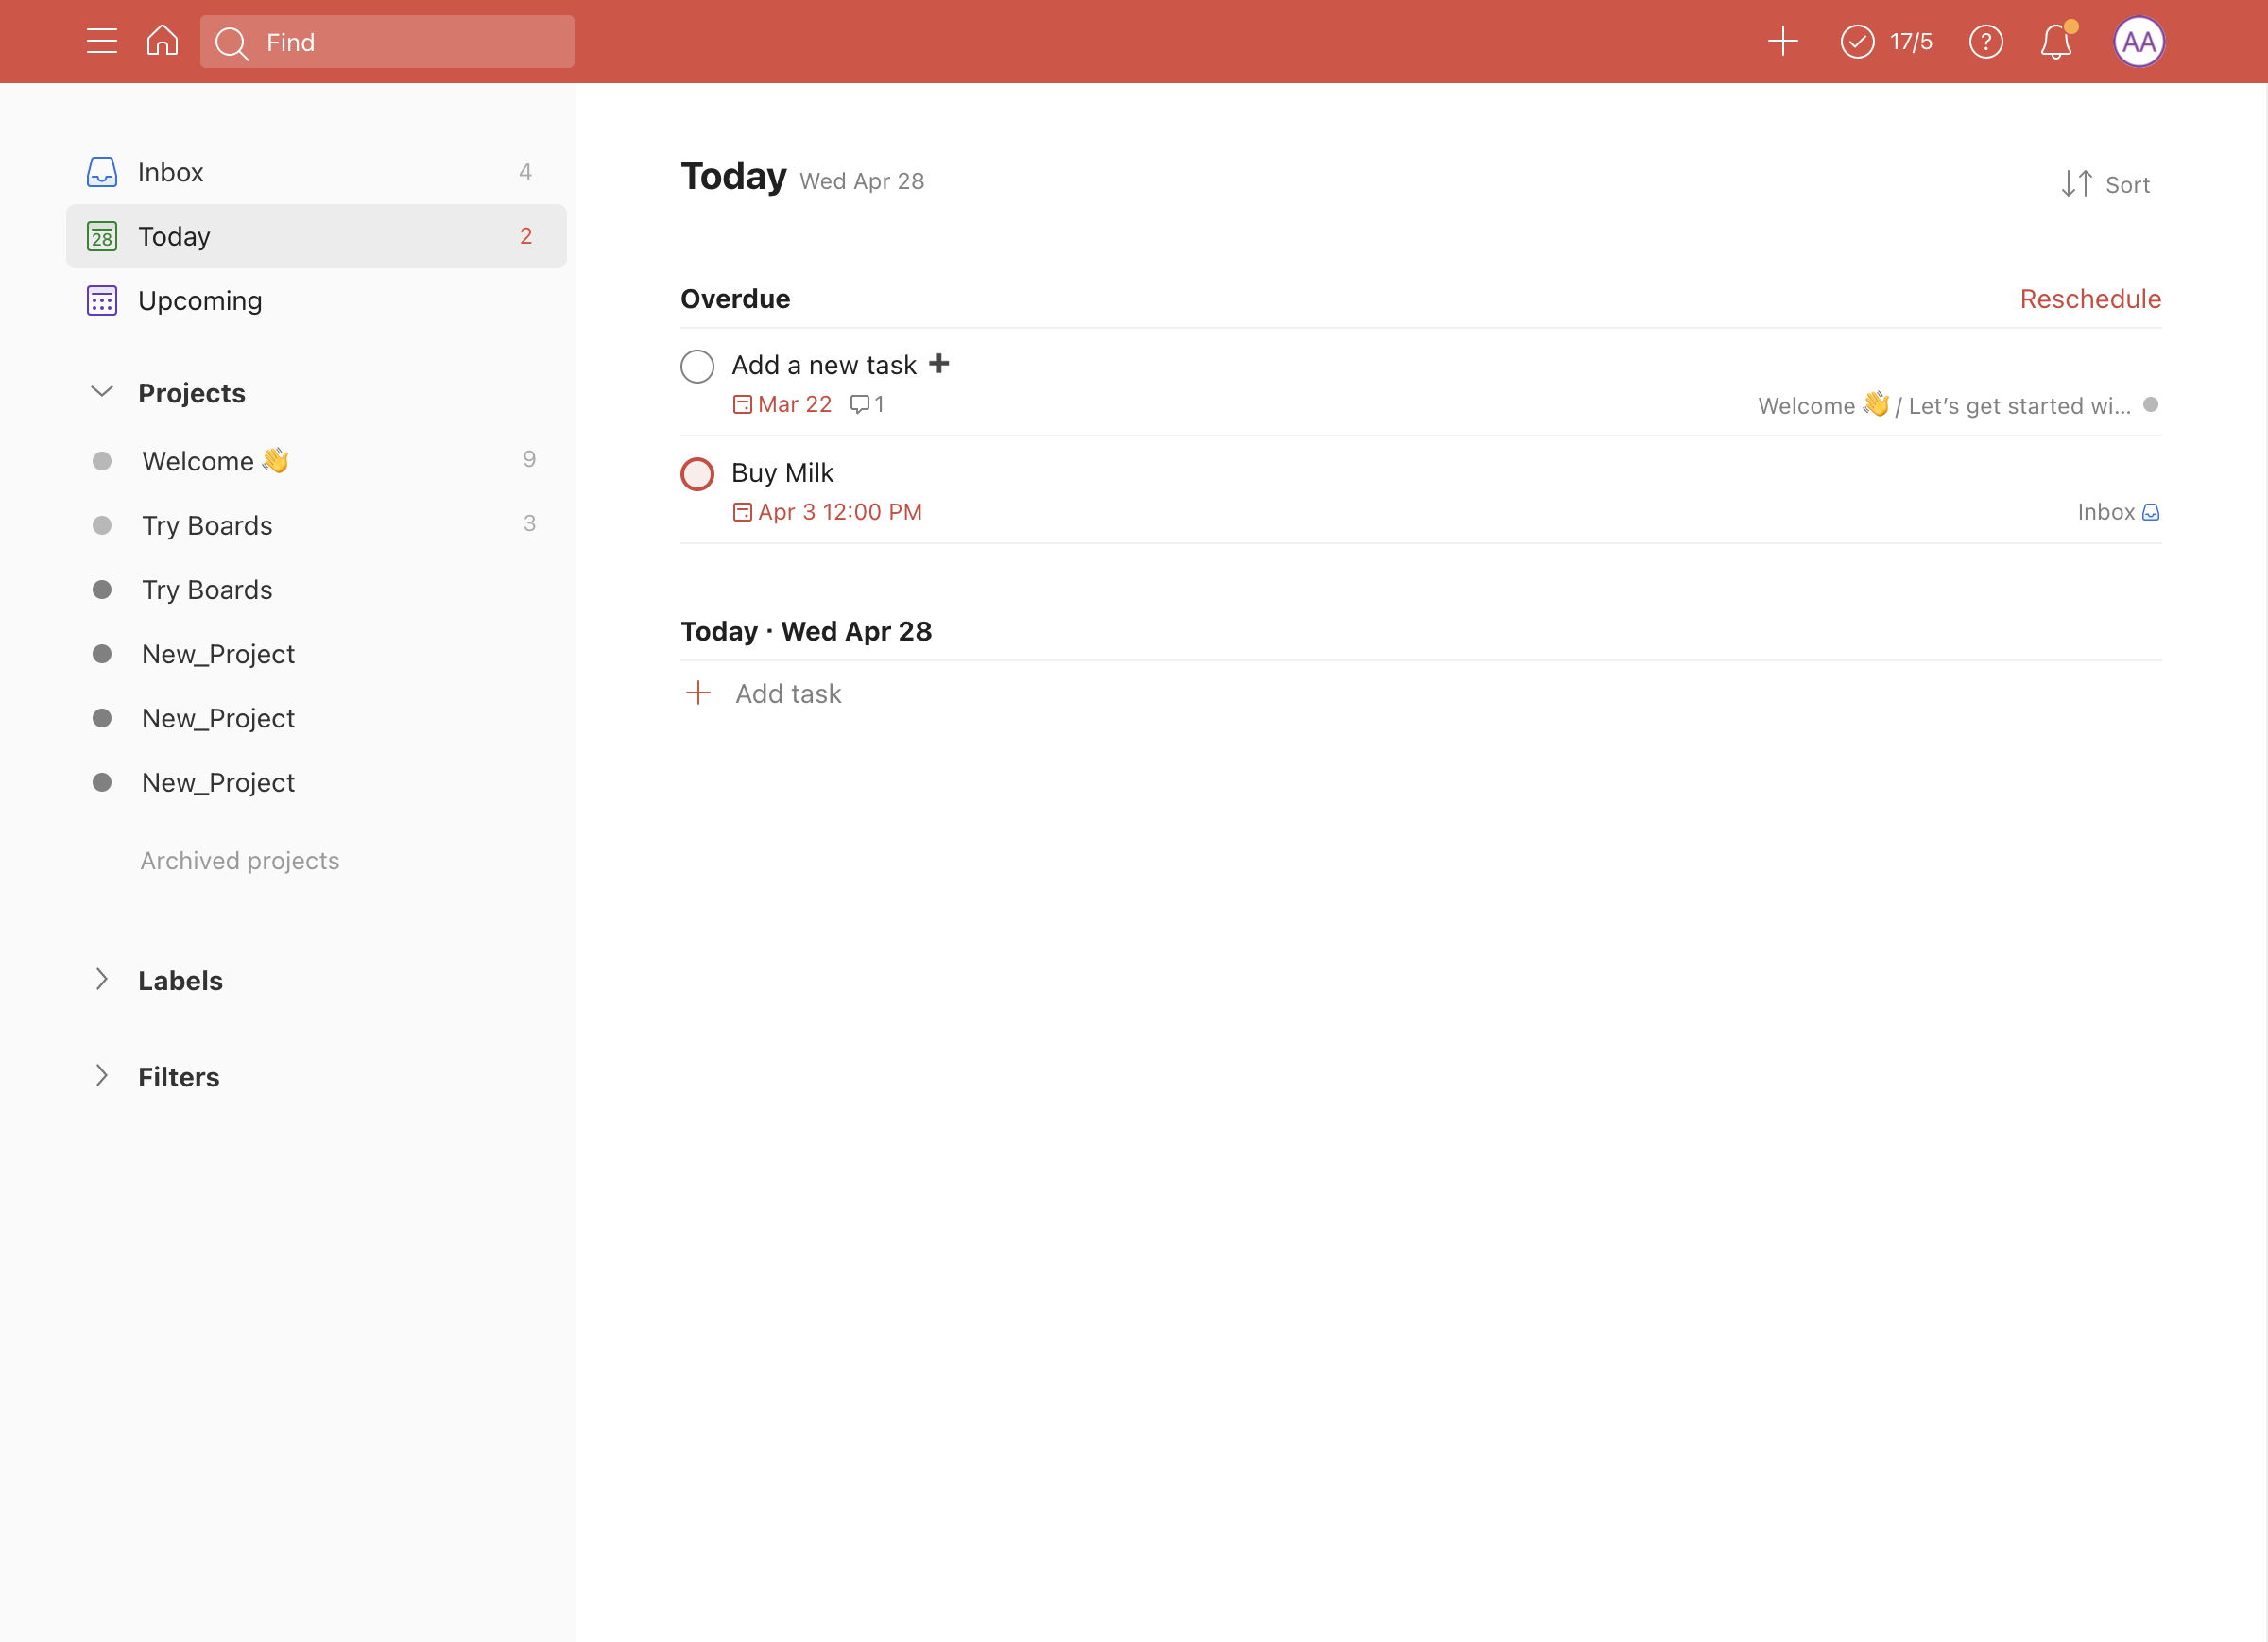 Find
17/5
?
AA
Inbox 4
28 Today 2
Upcoming
Projects
Welcome 👋 9
Try Boards 3
Try Boards
New_Project
New_Project
New_Project
Archived projects
Labels
Filters
Today Wed Apr 28
Sort
Overdue Reschedule
Add a new task ➕
Mar 22 1 Welcome 👋 / Let’s get started wi...
Buy Milk
Apr 3 12:00 PM Inbox
Today · Wed Apr 28
Add task